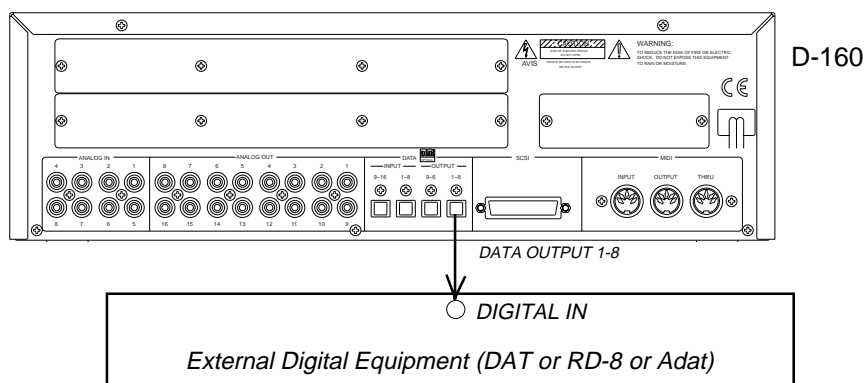 D-160
AVIS
WARNING:
TO REDUCE THE RISK OF FIRE OR ELECTRIC
SHOCK. DO NOT EXPOSE THIS EQUIPMENT
TO RAIN OR MOISTURE.
CE
ANALOG IN
ANALOG OUT
DATA
SCSI
MIDI
INPUT
OUTPUT
4 3 2 1
8 7 6 5 4 3 2 1
9–16 1–8 9–6 1–8
INPUT OUTPUT THRU
8 7 6 5
16 15 14 13 12 11 10 9
DATA OUTPUT 1-8
DIGITAL IN
External Digital Equipment (DAT or RD-8 or Adat)